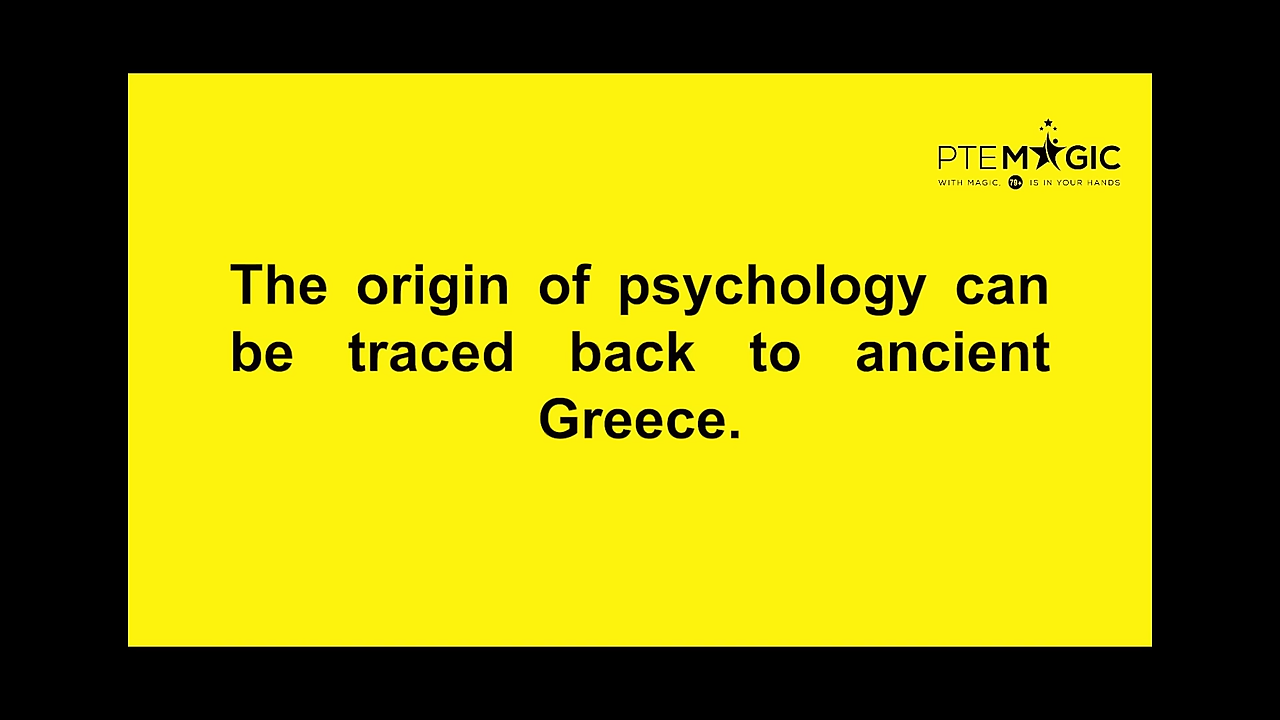 PTEMAGIC
WITH MAGIC, 79+ IS IN YOUR HANDS
The origin of psychology can
be traced back to ancient
Greece.